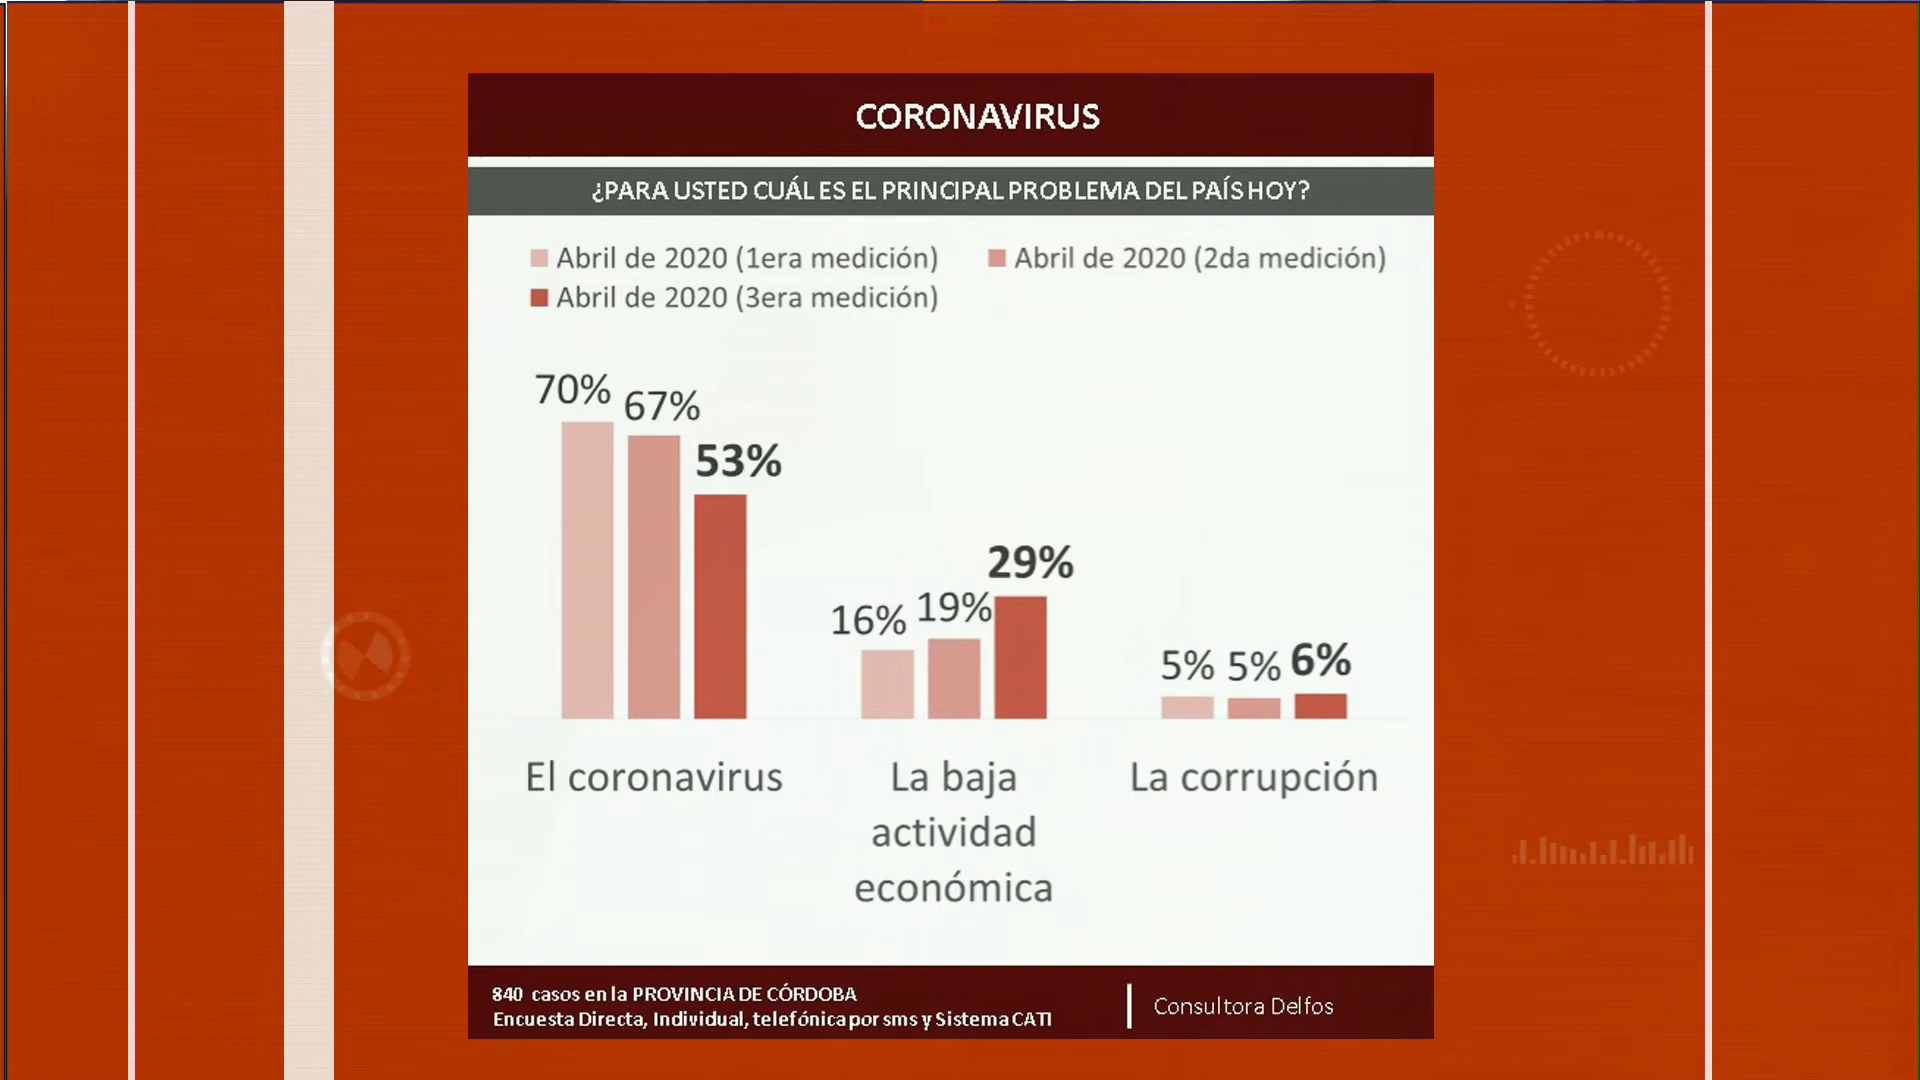 CORONAVIRUS
¿PARA USTED CUÁL ES EL PRINCIPAL PROBLEMA DEL PAÍS HOY?
Abril de 2020 (1era medición)
Abril de 2020 (2da medición)
Abril de 2020 (3era medición)
70%
67%
53%
16%
19%
29%
5%
5%
6%
El coronavirus
La baja
actividad
económica
La corrupción
840 casos en la PROVINCIA DE CÓRDOBA
Encuesta Directa, Individual, telefónica por sms y Sistema CATI
Consultora Delfos